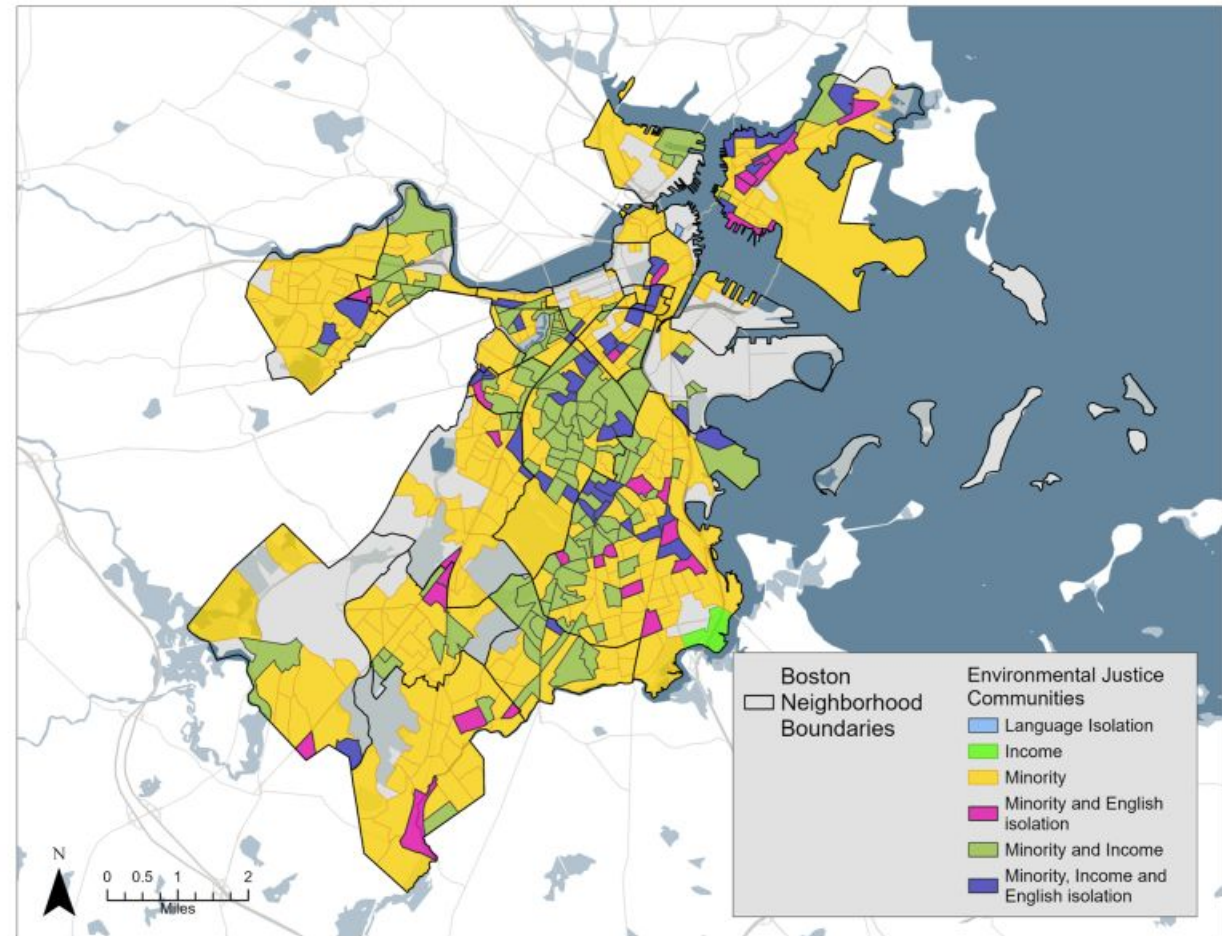 Boston
Neighborhood
Boundaries
Environmental Justice
Communities
Language Isolation
Income
Minority
Minority and English
isolation
Minority and Income
Minority, Income and
English isolation
N
0 0.5 1 2
Miles